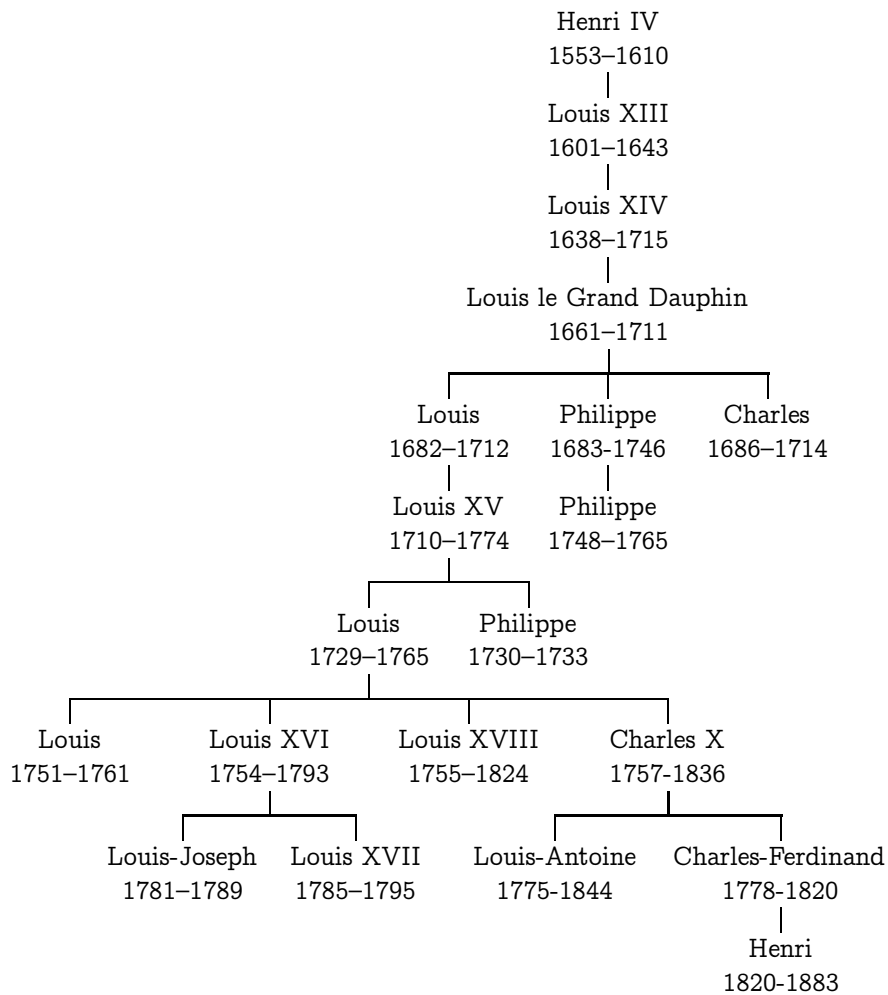 Henri IV
1553–1610
Louis XIII
1601–1643
Louis XIV
1638–1715
Louis le Grand Dauphin
1661–1711
Louis Philippe Charles
1682–1712 1683-1746 1686–1714
Louis XV Philippe
1710–1774 1748–1765
Louis Philippe
1729–1765 1730–1733
Louis Louis XVI Louis XVIII Charles X
1751–1761 1754–1793 1755–1824 1757-1836
Louis-Joseph Louis XVII Louis-Antoine Charles-Ferdinand
1781–1789 1785–1795 1775-1844 1778-1820
Henri
1820-1883